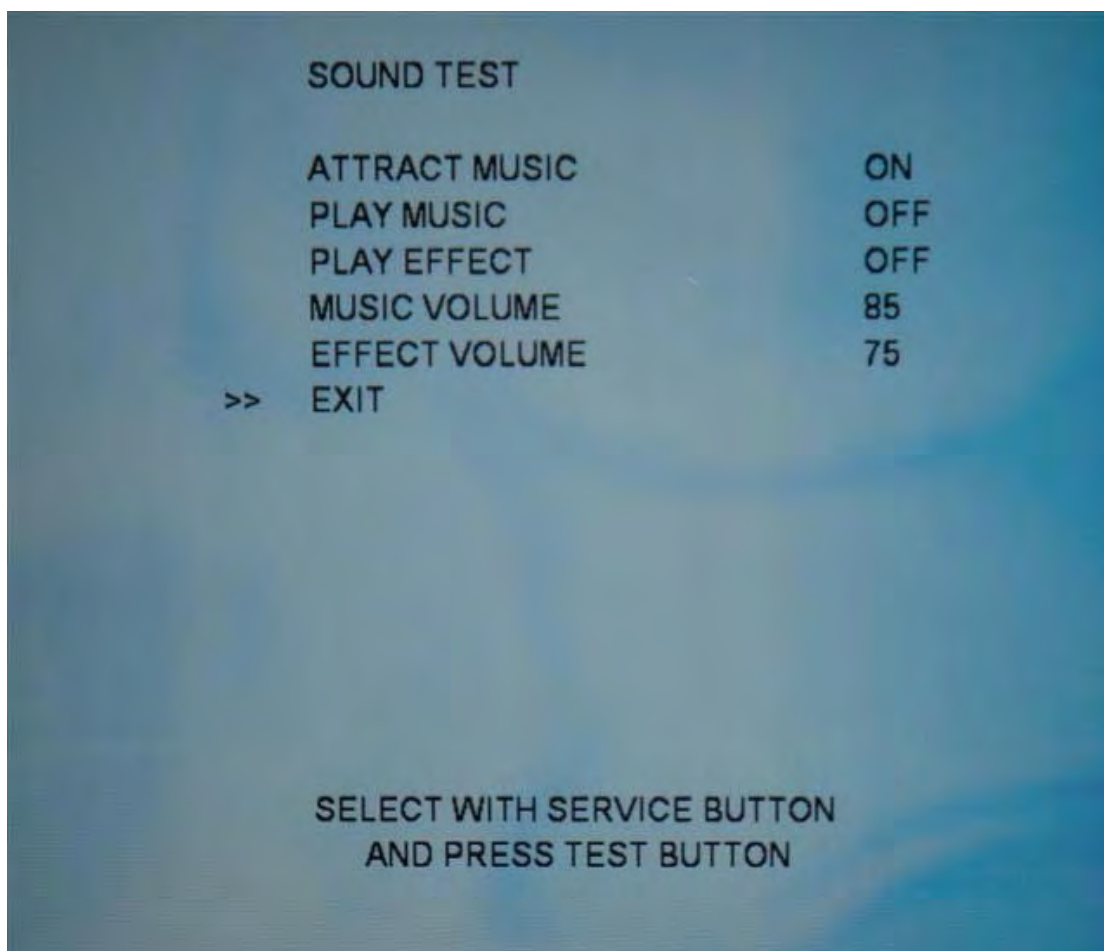 SOUND TEST
ATTRACT MUSIC ON
PLAY MUSIC OFF
PLAY EFFECT OFF
MUSIC VOLUME 85
EFFECT VOLUME 75
>> EXIT
SELECT WITH SERVICE BUTTON
AND PRESS TEST BUTTON